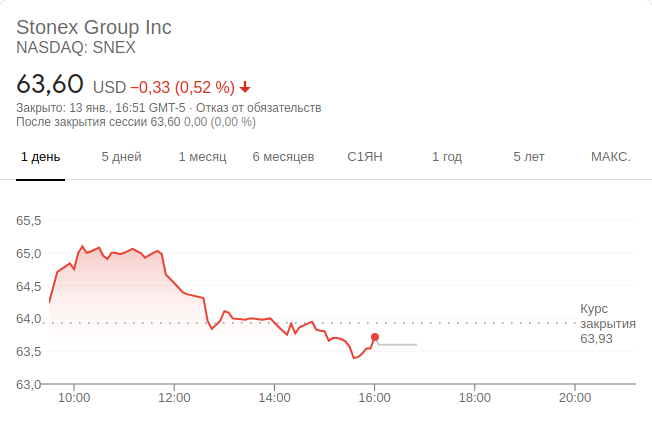 Stonex Group Inc
NASDAQ: SNEX
63,60 USD −0,33 (0,52 %)
Закрыто: 13 янв., 16:51 GMT-5 · Отказ от обязательств
После закрытия сессии 63,60 0,00 (0,00 %)
1 день 5 дней 1 месяц 6 месяцев С1ЯН 1 год 5 лет МАКС.
65,5
65,0
64,5
64,0
63,5
63,0
Курс
закрытия
63,93
10:00 12:00 14:00 16:00 18:00 20:00